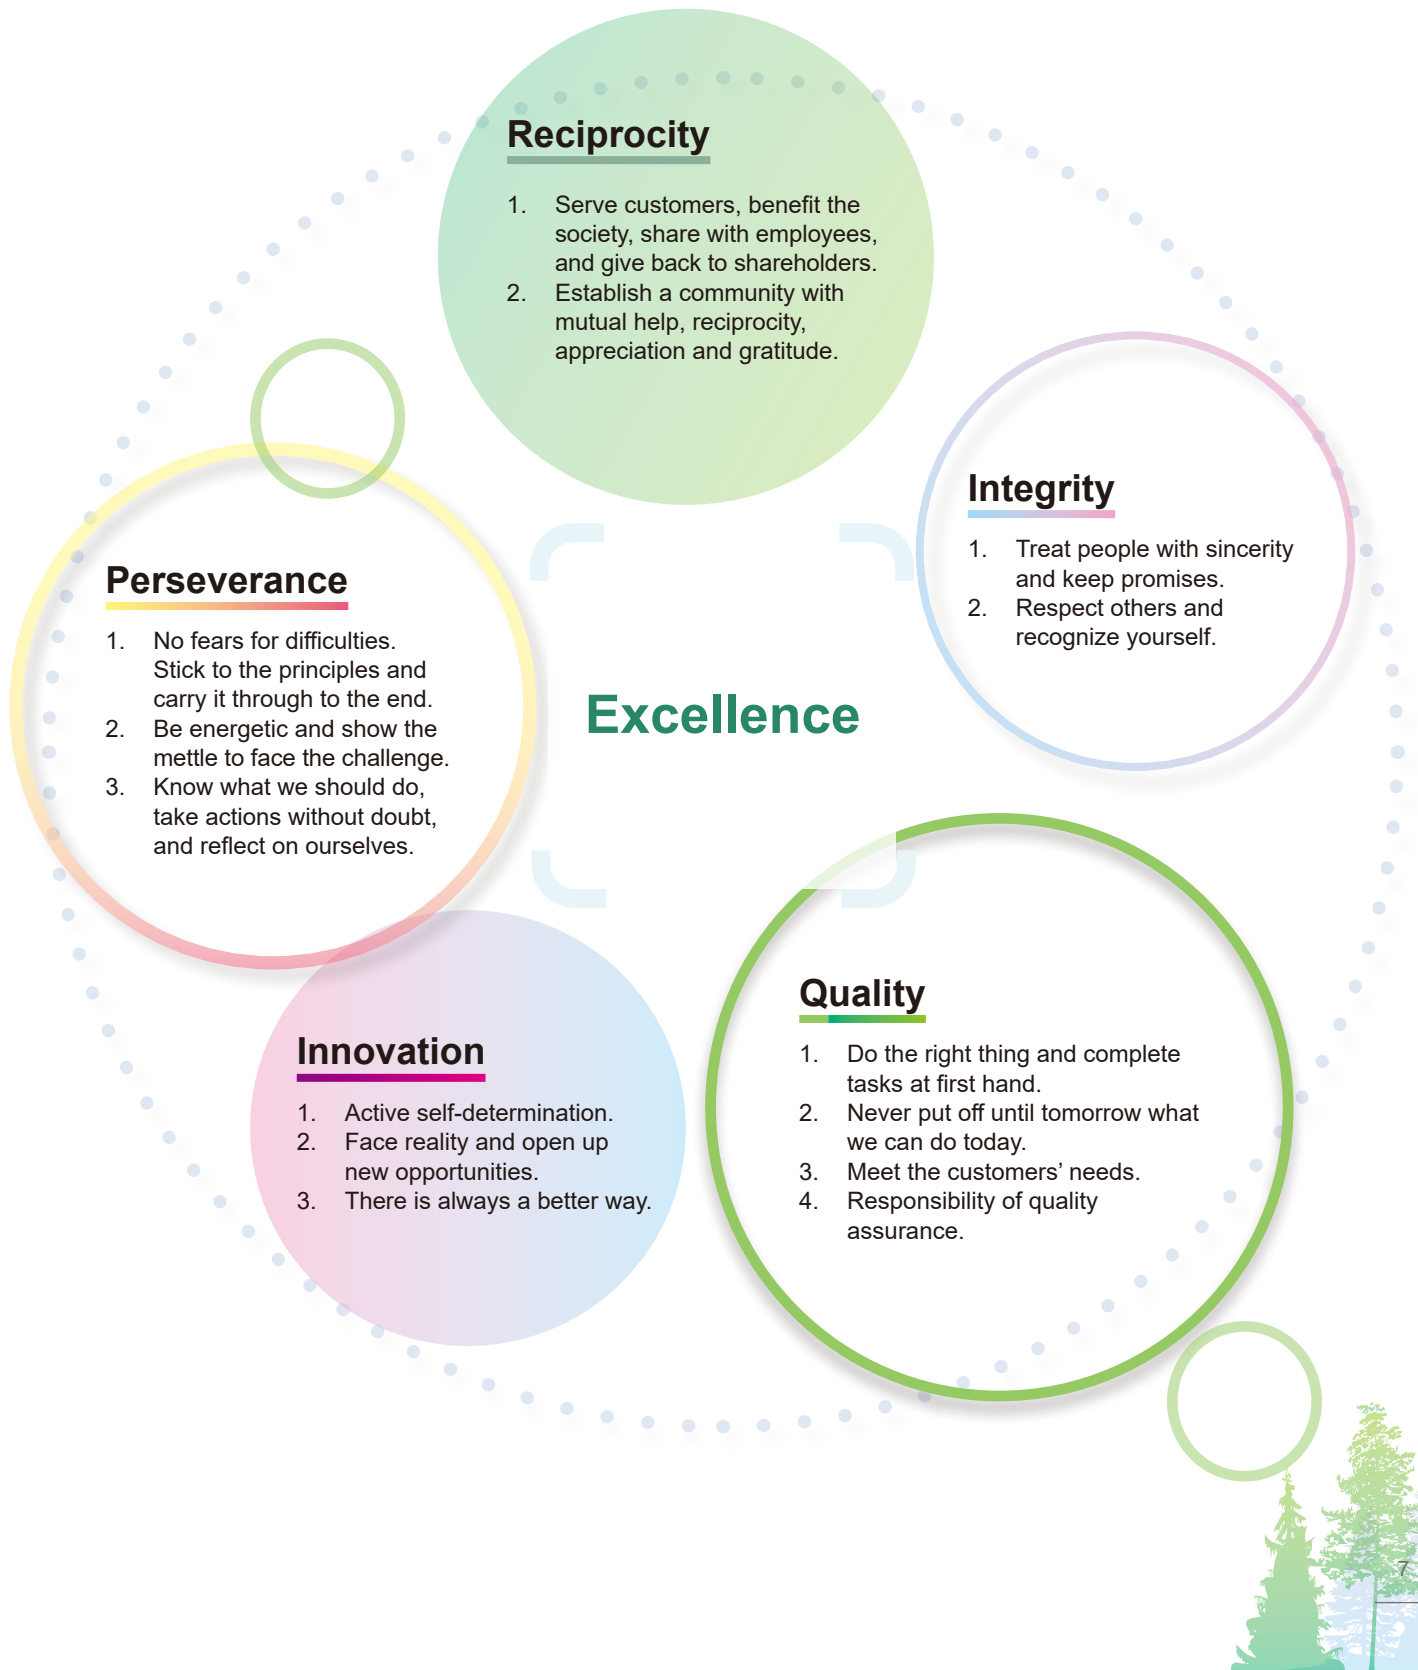 Reciprocity
1. Serve customers, benefit the
society, share with employees,
and give back to shareholders.
2. Establish a community with
mutual help, reciprocity,
appreciation and gratitude.
Integrity
1. Treat people with sincerity
and keep promises.
2. Respect others and
recognize yourself.
Perseverance
1. No fears for difficulties.
Stick to the principles and
carry it through to the end.
2. Be energetic and show the
mettle to face the challenge.
3. Know what we should do,
take actions without doubt,
and reflect on ourselves.
Excellence
Quality
1. Do the right thing and complete
tasks at first hand.
2. Never put off until tomorrow what
we can do today.
3. Meet the customers’ needs.
4. Responsibility of quality
assurance.
Innovation
1. Active self-determination.
2. Face reality and open up
new opportunities.
3. There is always a better way.
7